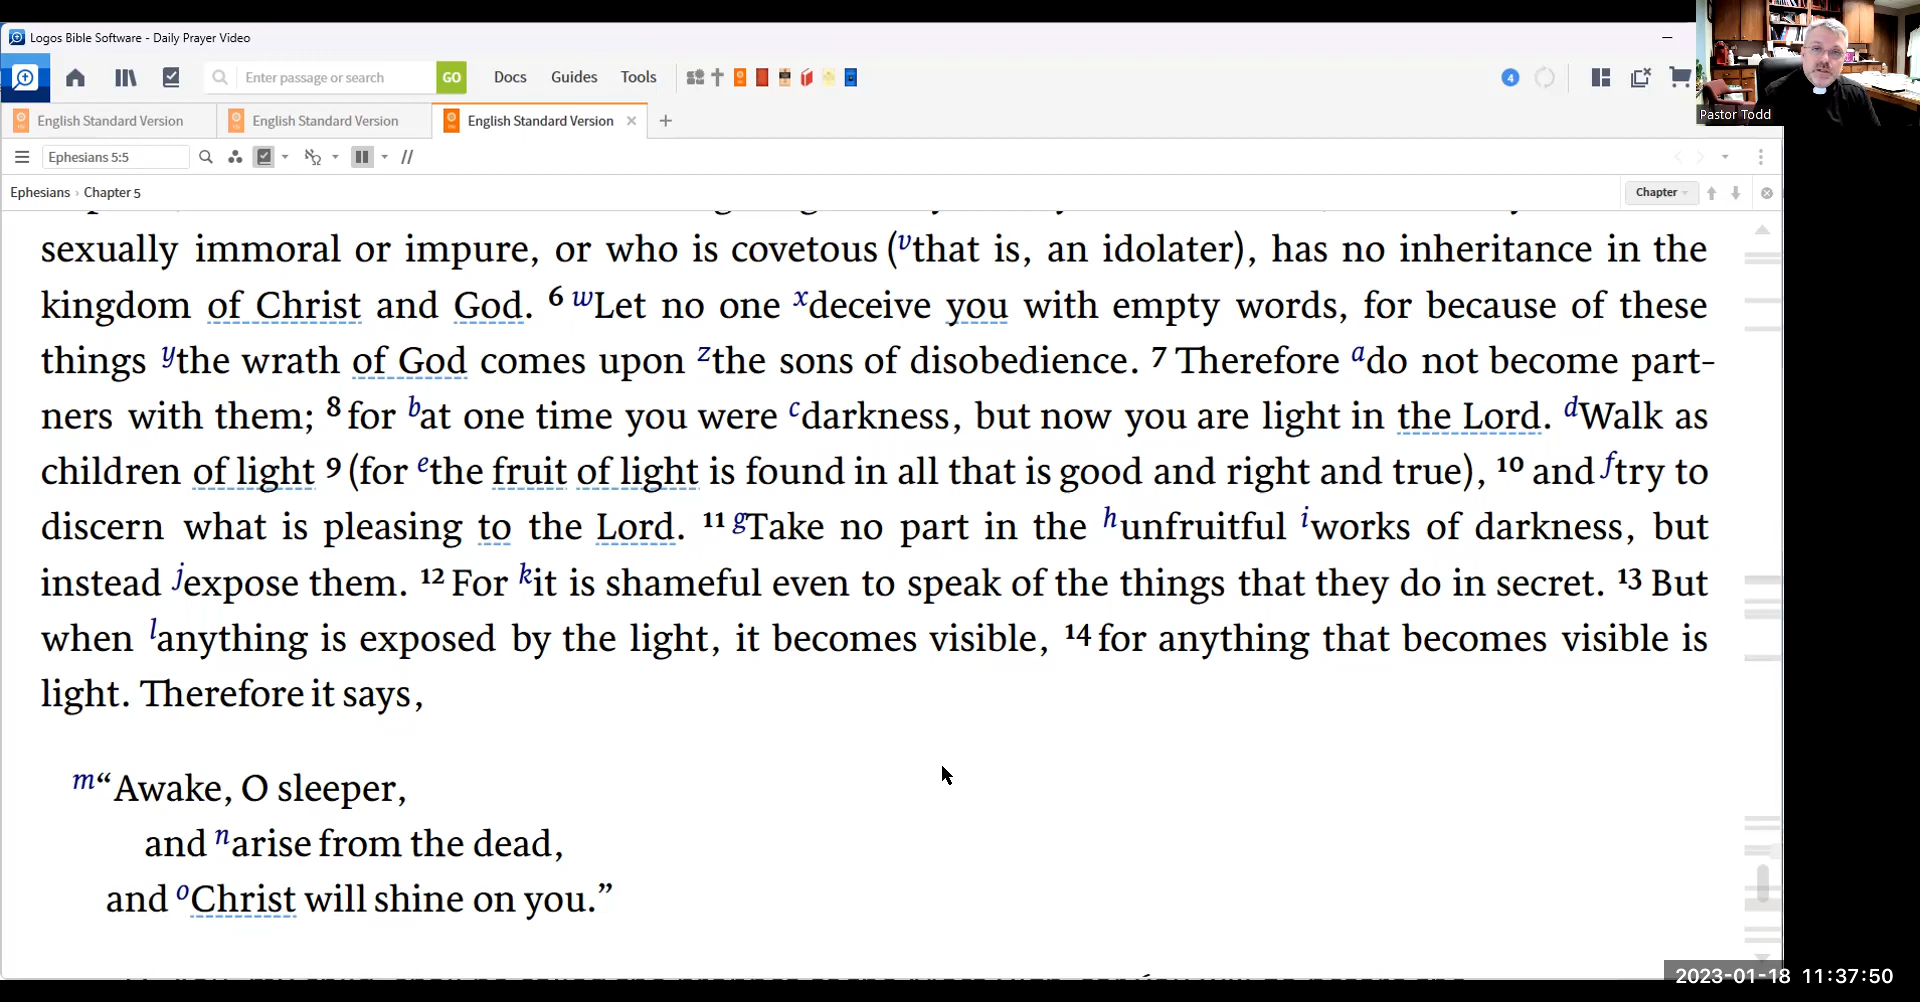 Logos Bible Software - Daily Prayer Video
Enter passage or search GO Docs Guides Tools 4
Pastor Todd
English Standard Version English Standard Version English Standard Version
Ephesians 5:5
Ephesians › Chapter 5 Chapter
sexually immoral or impure, or who is covetous (vthat is, an idolater), has no inheritance in the
kingdom of Christ and God. 6 wLet no one xdeceive you with empty words, for because of these
things ythe wrath of God comes upon zthe sons of disobedience. 7 Therefore ado not become part-
ners with them; 8 for bat one time you were cdarkness, but now you are light in the Lord. dWalk as
children of light 9 (for ethe fruit of light is found in all that is good and right and true), 10 and ftry to
discern what is pleasing to the Lord. 11 gTake no part in the hunfruitful iworks of darkness, but
instead jexpose them. 12 For kit is shameful even to speak of the things that they do in secret. 13 But
when lanything is exposed by the light, it becomes visible, 14 for anything that becomes visible is
light. Therefore it says,
m“Awake, O sleeper,
and narise from the dead,
and oChrist will shine on you.”
2023-01-18 11:37:50